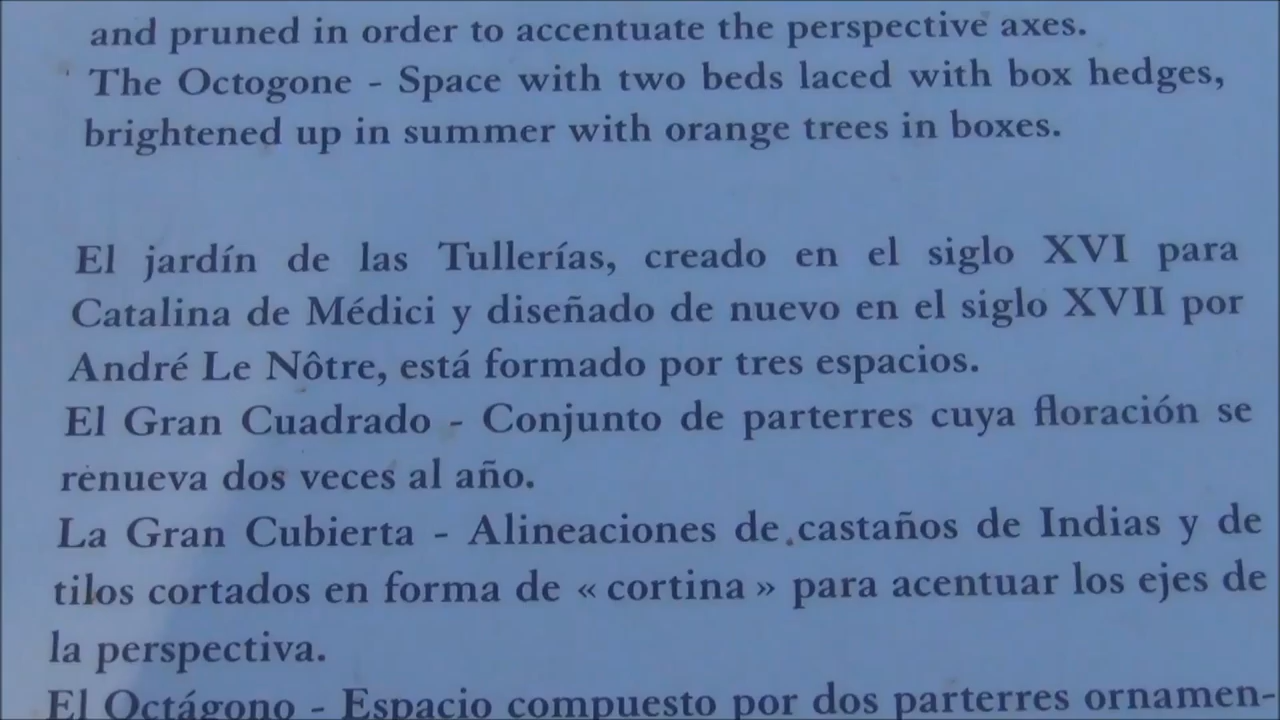 and pruned in order to accentuate the perspective axes.
The Octogone - Space with two beds laced with box hedges,
brightened up in summer with orange trees in boxes.
El jardín de las Tullerías, creado en el siglo XVI para
Catalina de Médici y diseñado de nuevo en el siglo XVII por
André Le Nôtre, está formado por tres espacios.
El Gran Cuadrado - Conjunto de parterres cuya floración se
renueva dos veces al año.
La Gran Cubierta - Alineaciones de castaños de Indias y de
tilos cortados en forma de « cortina » para acentuar los ejes de
la perspectiva.
El Octágono - Espacio compuesto por dos parterres ornamen-